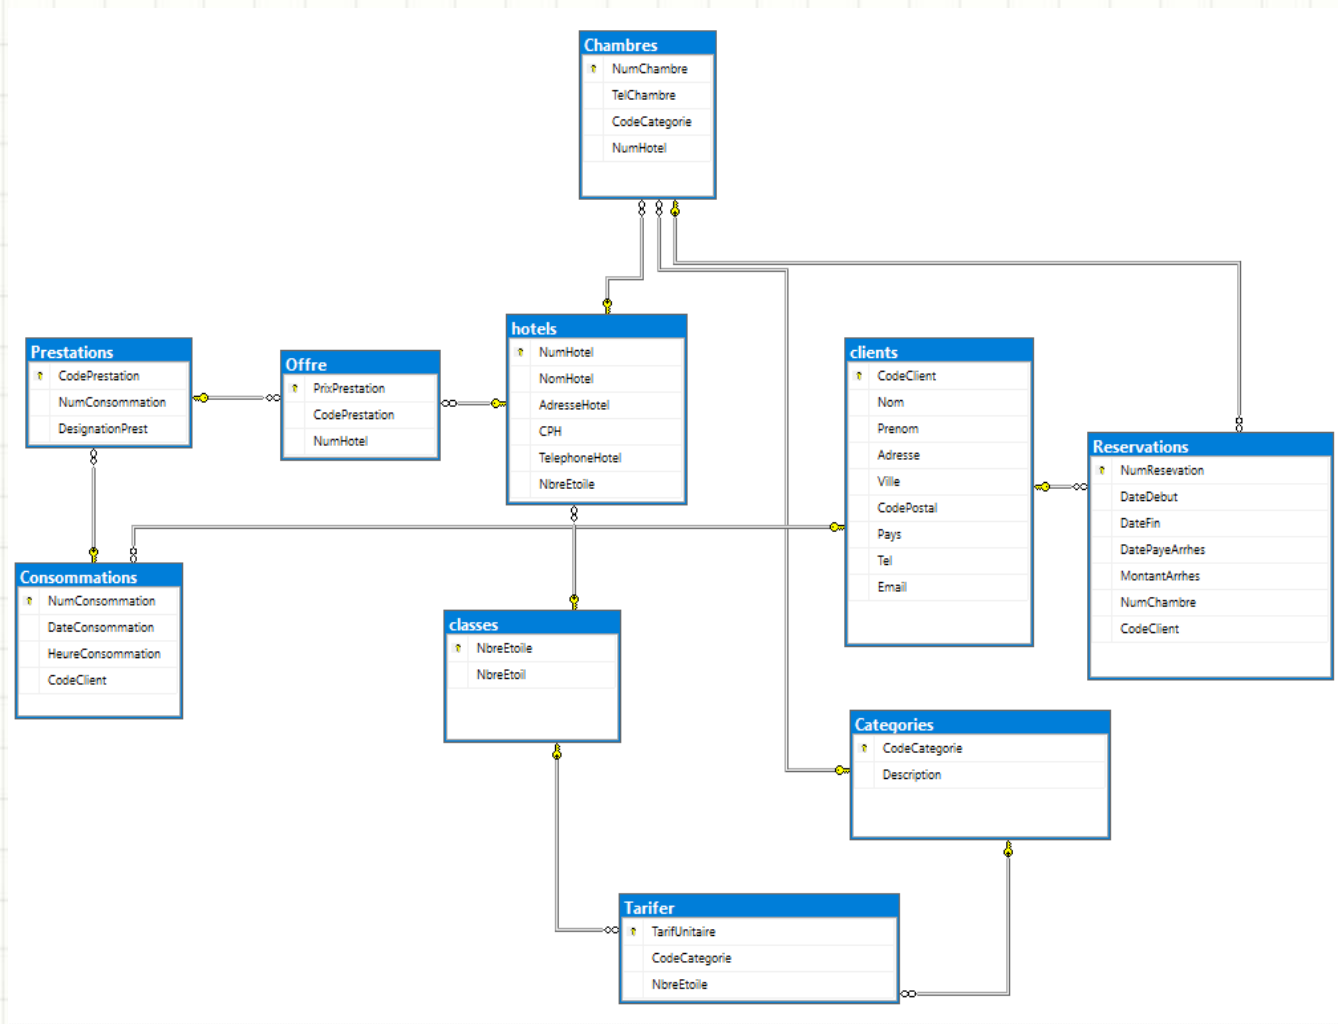 Chambres
NumChambre
TelChambre
CodeCategorie
NumHotel
hotels
NumHotel
NomHotel
AdresseHotel
CPH
TelephoneHotel
NbreEtoile
Prestations
CodePrestation
NumConsommation
DesignationPrest
Offre
PrixPrestation
CodePrestation
NumHotel
clients
CodeClient
Nom
Prenom
Adresse
Ville
CodePostal
Pays
Tel
Email
Reservations
NumResevation
DateDebut
DateFin
DatePayeArrhes
MontantArrhes
NumChambre
CodeClient
Consommations
NumConsommation
DateConsommation
HeureConsommation
CodeClient
classes
NbreEtoile
NbreEtoil
Categories
CodeCategorie
Description
Tarifer
TarifUnitaire
CodeCategorie
NbreEtoile